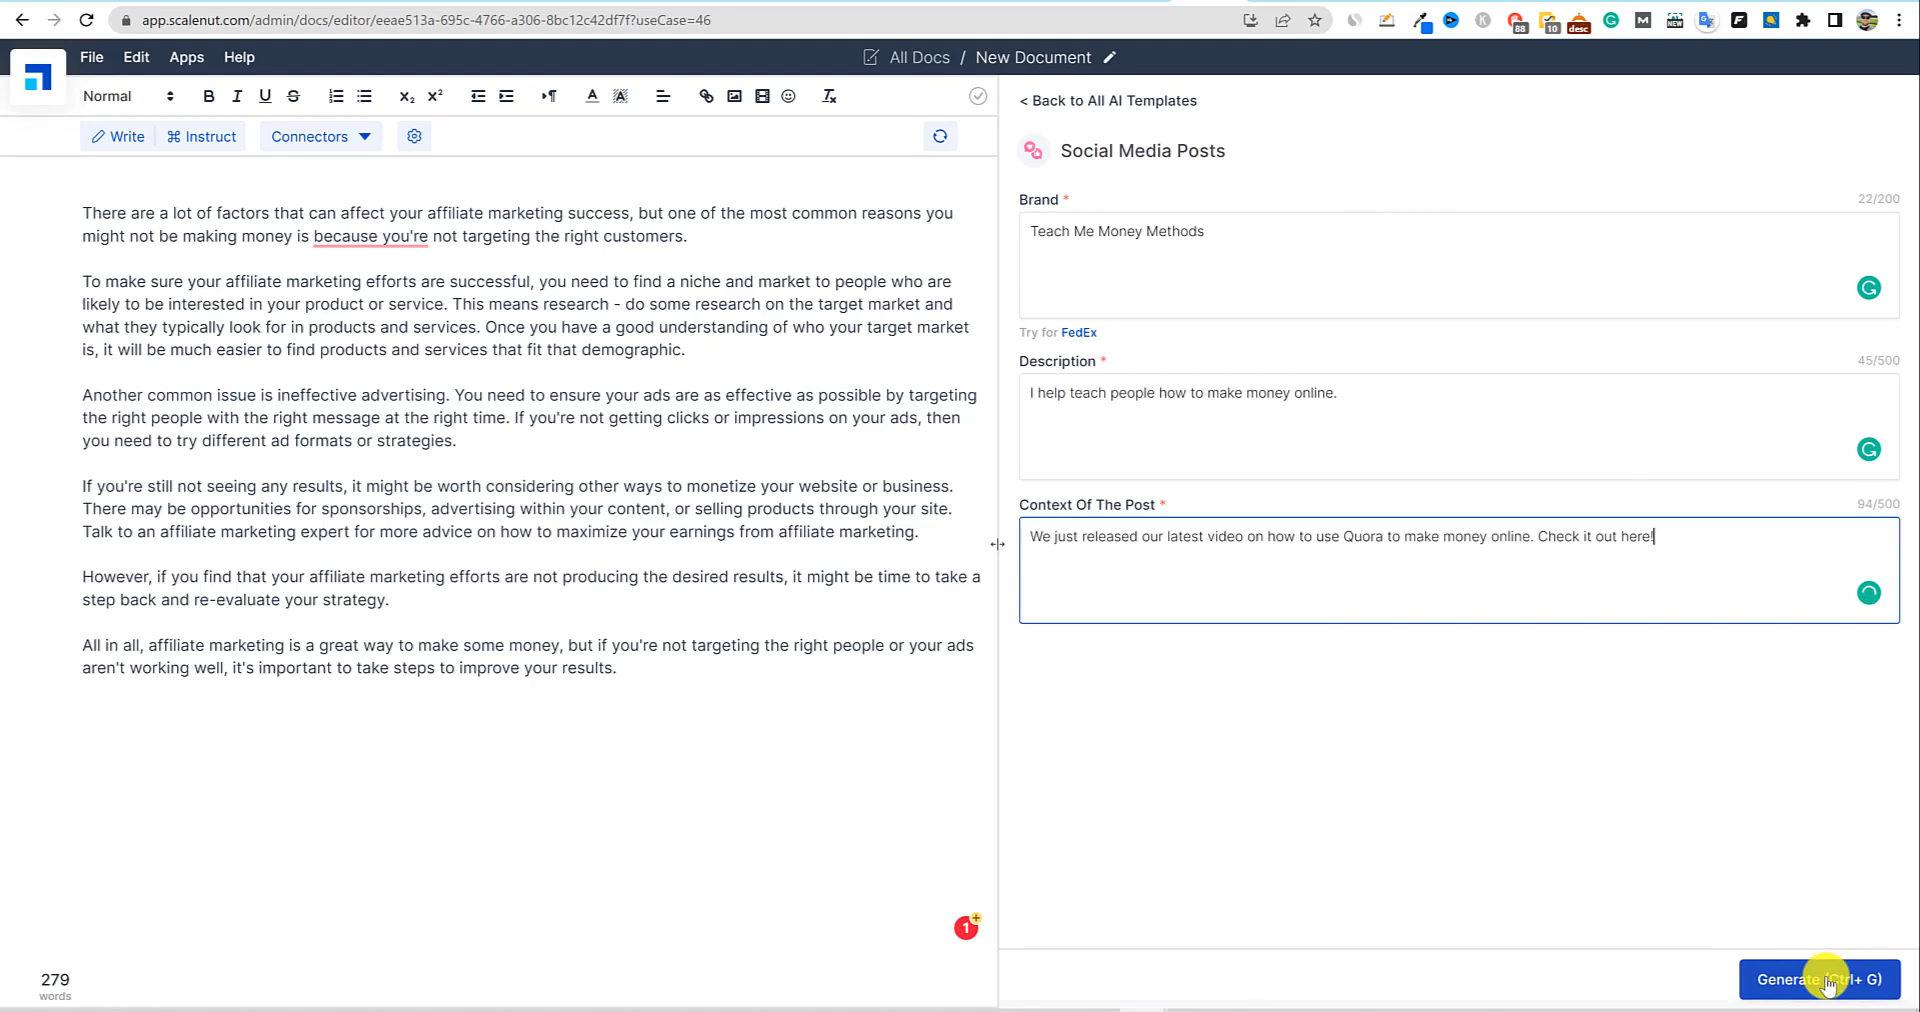 app.scalenut.com/admin/docs/editor/eeae513a-695c-4766-a306-8bc12c42df7f?useCase=46
88
10
desc
NEW
File Edit Apps Help
All Docs / New Document
Normal
< Back to All AI Templates
Write Instruct Connectors
Social Media Posts
Brand * 22/200
Teach Me Money Methods
Try for FedEx
Description * 45/500
I help teach people how to make money online.
Context Of The Post * 94/500
We just released our latest video on how to use Quora to make money online. Check it out here!
Generate (Ctrl+ G)
There are a lot of factors that can affect your affiliate marketing success, but one of the most common reasons you
might not be making money is because you're not targeting the right customers.
To make sure your affiliate marketing efforts are successful, you need to find a niche and market to people who are
likely to be interested in your product or service. This means research - do some research on the target market and
what they typically look for in products and services. Once you have a good understanding of who your target market
is, it will be much easier to find products and services that fit that demographic.
Another common issue is ineffective advertising. You need to ensure your ads are as effective as possible by targeting
the right people with the right message at the right time. If you're not getting clicks or impressions on your ads, then
you need to try different ad formats or strategies.
If you're still not seeing any results, it might be worth considering other ways to monetize your website or business.
There may be opportunities for sponsorships, advertising within your content, or selling products through your site.
Talk to an affiliate marketing expert for more advice on how to maximize your earnings from affiliate marketing.
However, if you find that your affiliate marketing efforts are not producing the desired results, it might be time to take a
step back and re-evaluate your strategy.
All in all, affiliate marketing is a great way to make some money, but if you're not targeting the right people or your ads
aren't working well, it's important to take steps to improve your results.
1
279
words